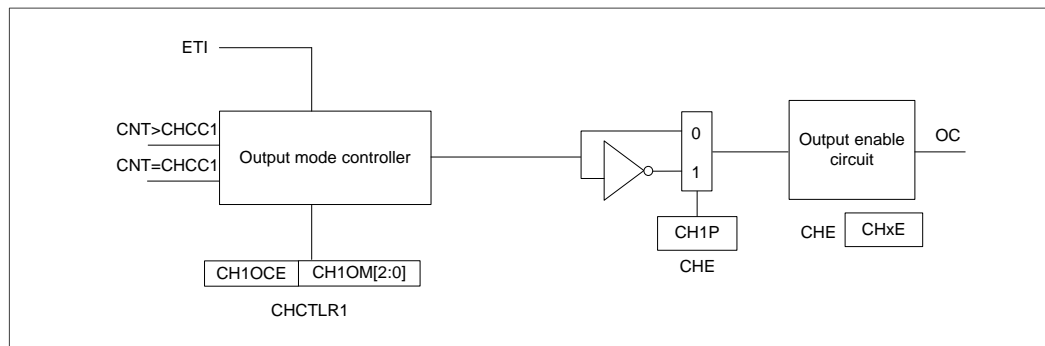 ETI
CNT>CHCC1
CNT=CHCC1
Output mode controller
0
1
Output enable
circuit
OC
CH1P
CHE
CHE
CHxE
CH1OCE
CH1OM[2:0]
CHCTLR1